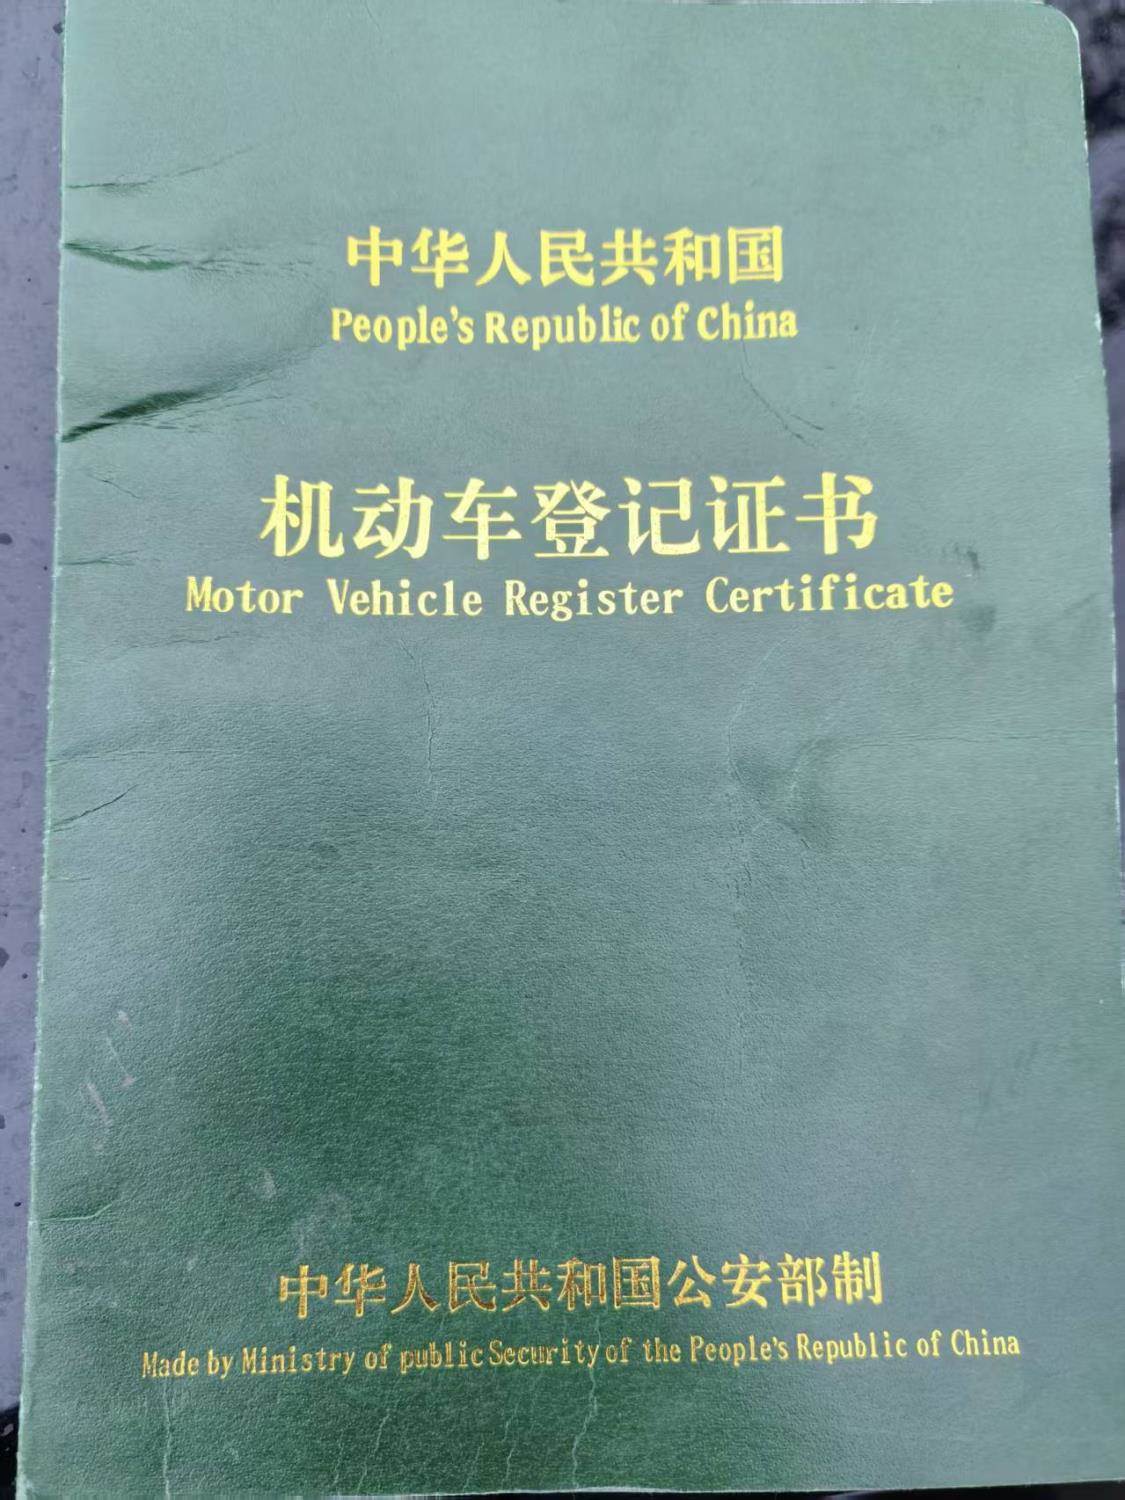 中华人民共和国
People's Republic of China
机动车登记证书
Motor Vehicle Register Certificate
中华人民共和国公安部制
Made by Ministry of public Security of the People's Republic of China